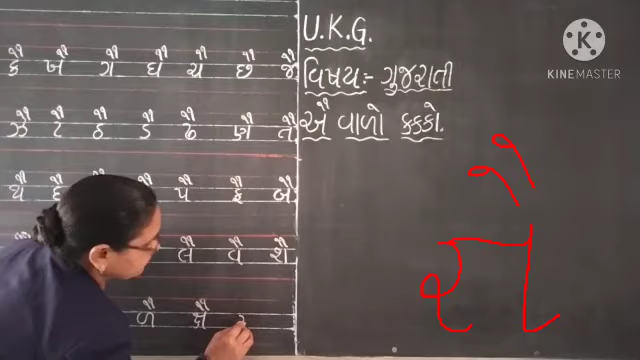 U.K.G.
વિષય:- ગુજરાતી
અૈ વાળો કક્કો.
કૈ ખૈ ગૈ ઘૈ ચૈ છૈ જૈ
ઝૈ ટૈ ઠૈ ડૈ ઢૈ ણૈ તૈ
થૈ દૈ પૈ ફૈ બૈ
લૈ વૈ શૈ
ળૈ ક્ષૈ
સૈ
KINEMASTER